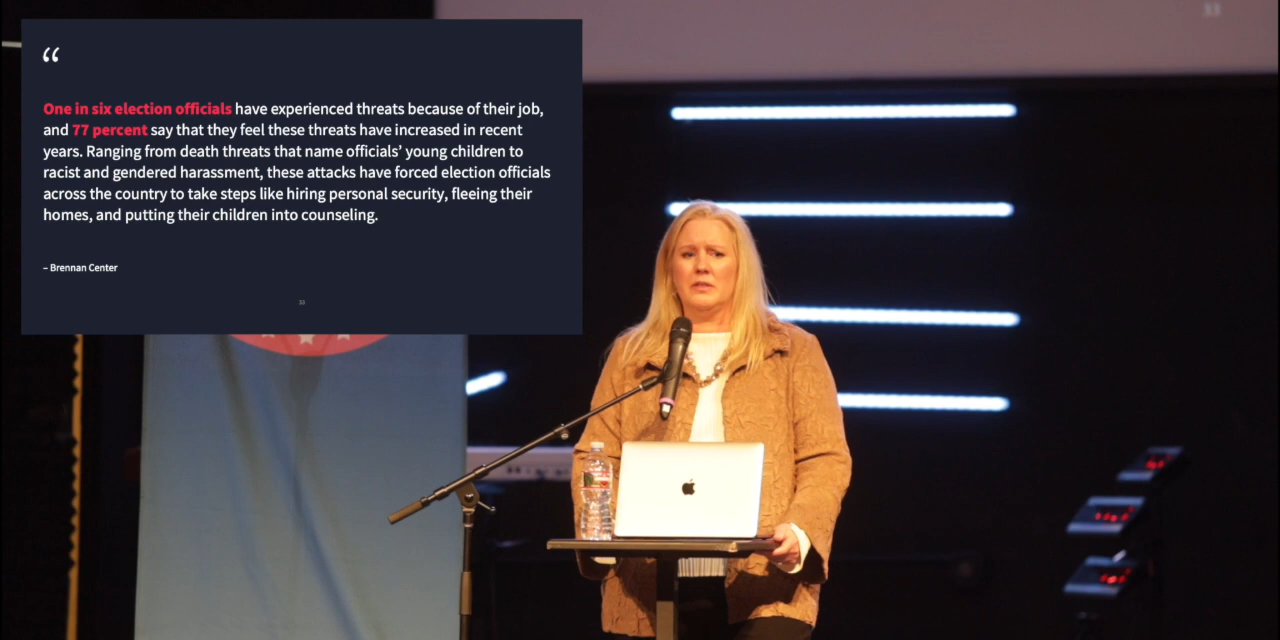 33
“
One in six election officials have experienced threats because of their job,
and 77 percent say that they feel these threats have increased in recent
years. Ranging from death threats that name officials’ young children to
racist and gendered harassment, these attacks have forced election officials
across the country to take steps like hiring personal security, fleeing their
homes, and putting their children into counseling.
– Brennan Center
33